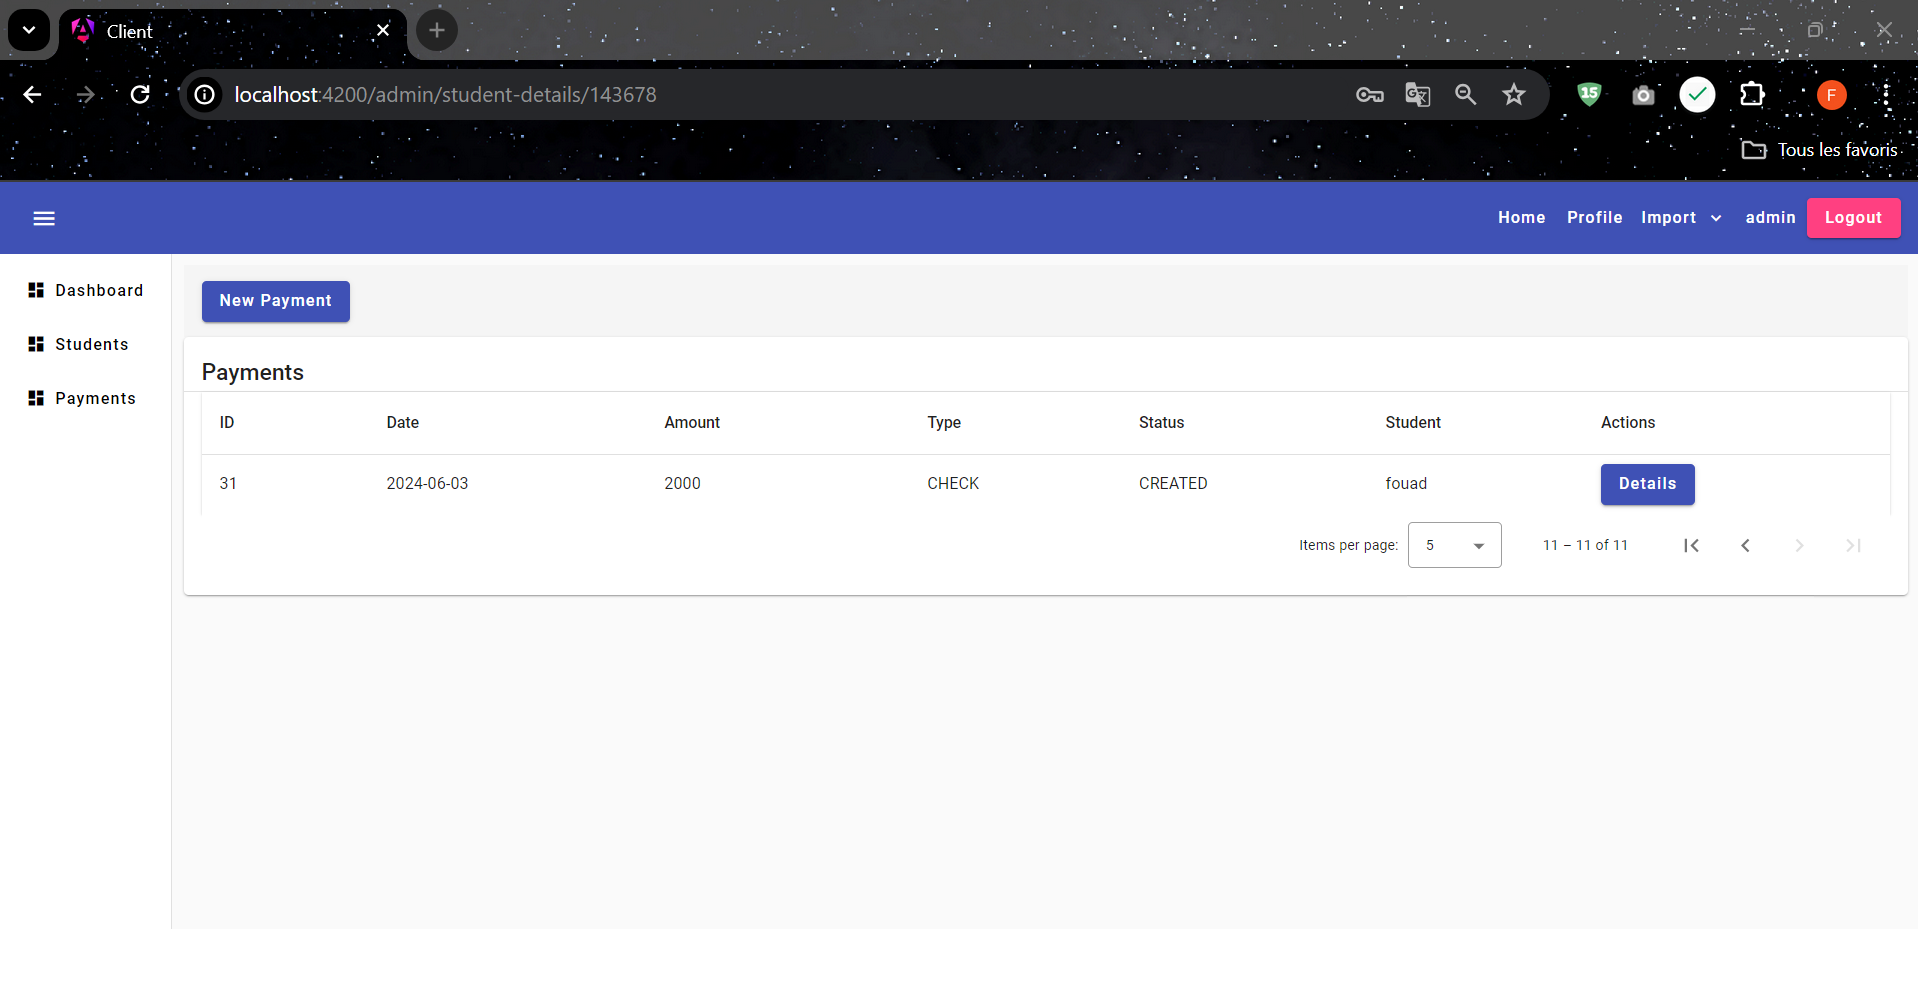 Client
localhost:4200/admin/student-details/143678
15
F
Tous les favoris
Home Profile Import admin Logout
Dashboard
Students
Payments
New Payment
Payments
ID Date Amount Type Status Student Actions
31 2024-06-03 2000 CHECK CREATED fouad Details
Items per page: 5 11 – 11 of 11